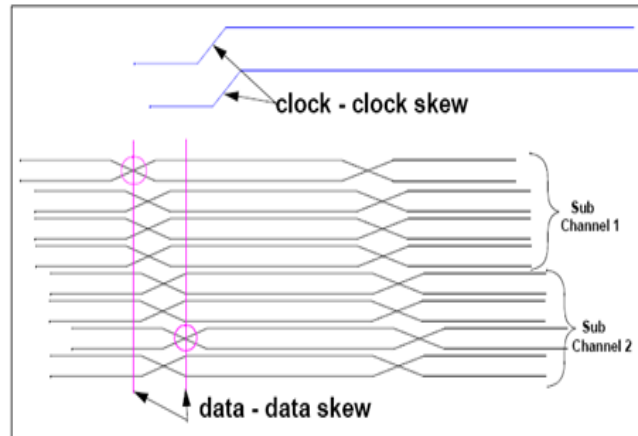 clock - clock skew
Sub
Channel 1
Sub
Channel 2
data - data skew